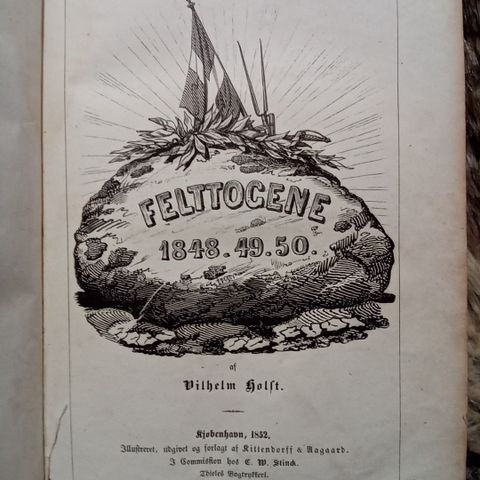 FELTTOGENE
1848.49.50.
af
Vilhelm Holst.
Kjøbenhavn, 1852,
Illustreret, udgivet og forlagt af Kittendorff & Aagaard.
I Commission hos C. W. Stinck.
Thieles Bogtrykkeri.